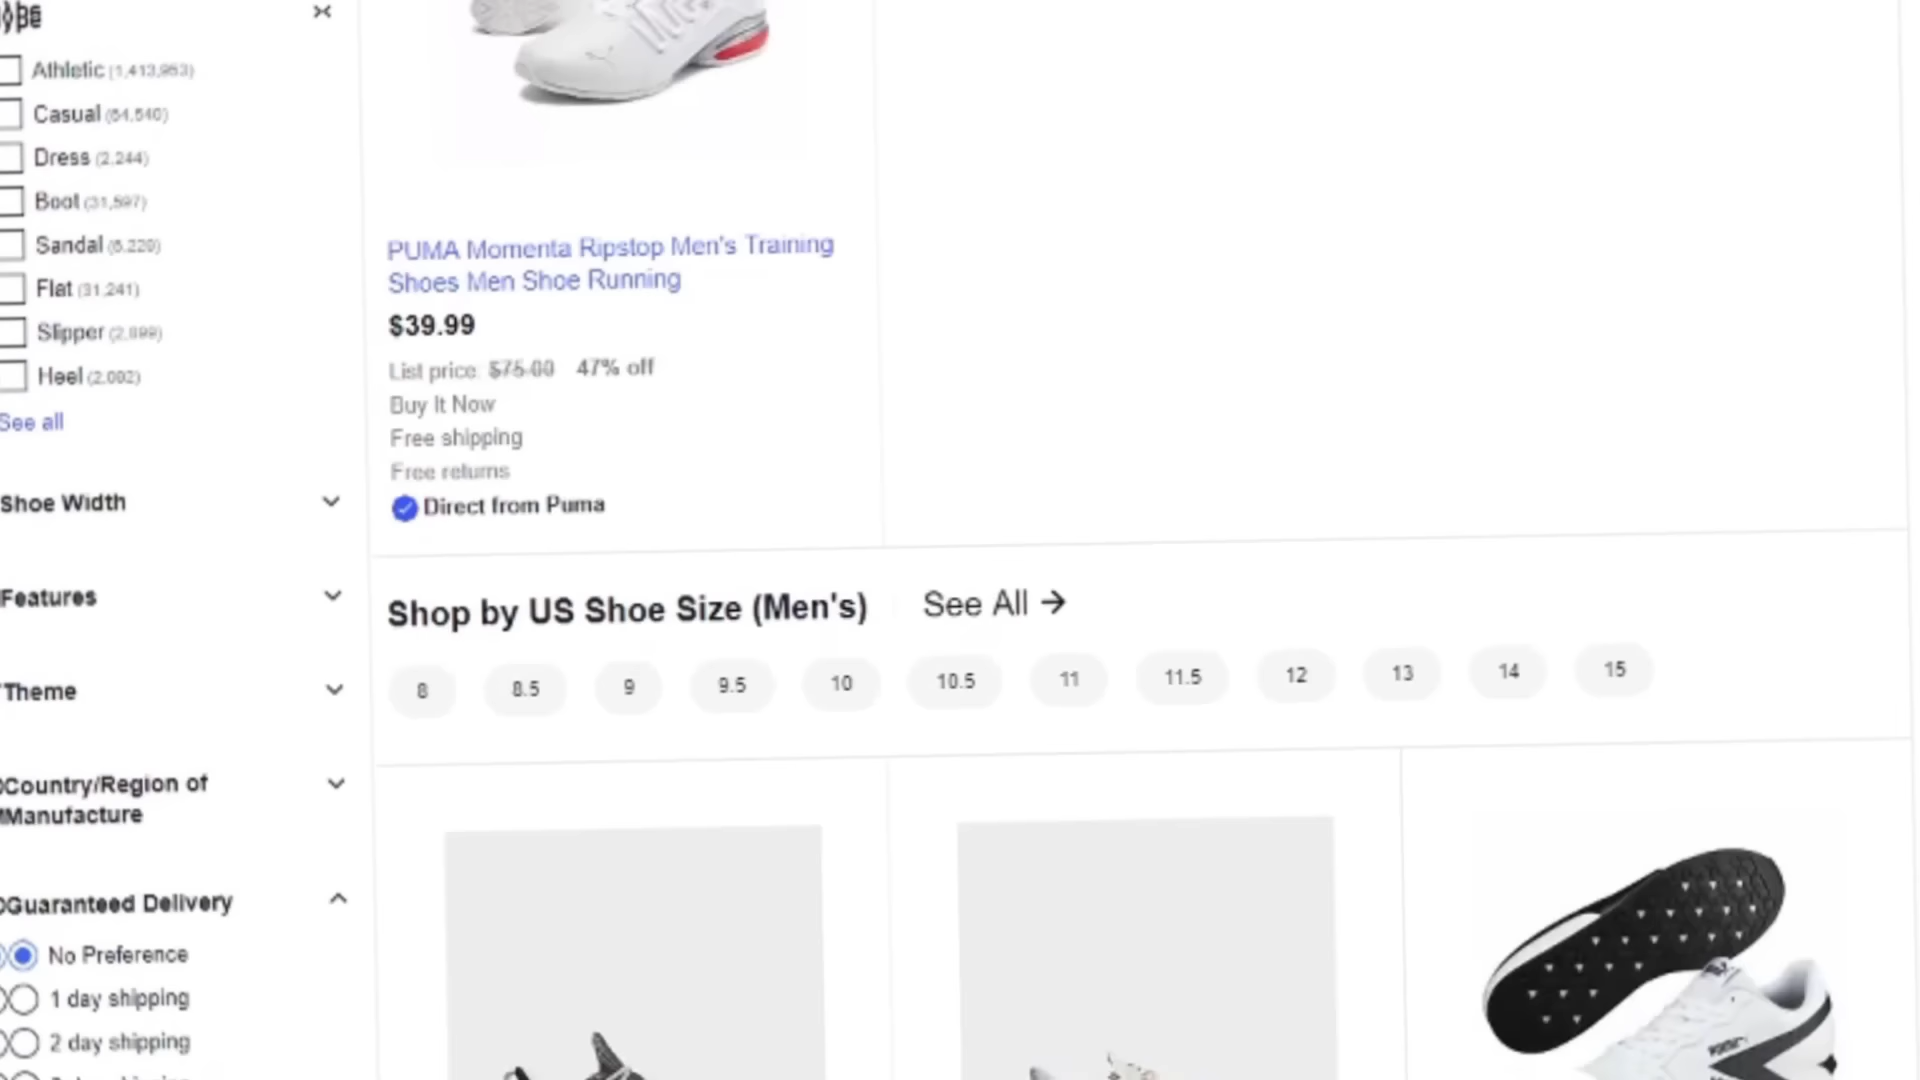 Athletic (1,413,953)
Casual (64,540)
Dress (2,244)
Boot (31,597)
Sandal (6,220)
Flat (31,241)
Slipper
Heel (2,002)
See all
Shoe Width
Features
Theme
Country/Region of
Manufacture
Guaranteed Delivery
No Preference
1 day shipping
2 day shipping
PUMA Momenta Ripstop Men's Training
Shoes Men Shoe Running
$39.99
List price: $75.00 47% off
Buy It Now
Free shipping
Free returns
Direct from Puma
Shop by US Shoe Size (Men's) See All →
8 8.5 9 9.5 10 10.5 11 11.5 12 13 14 15